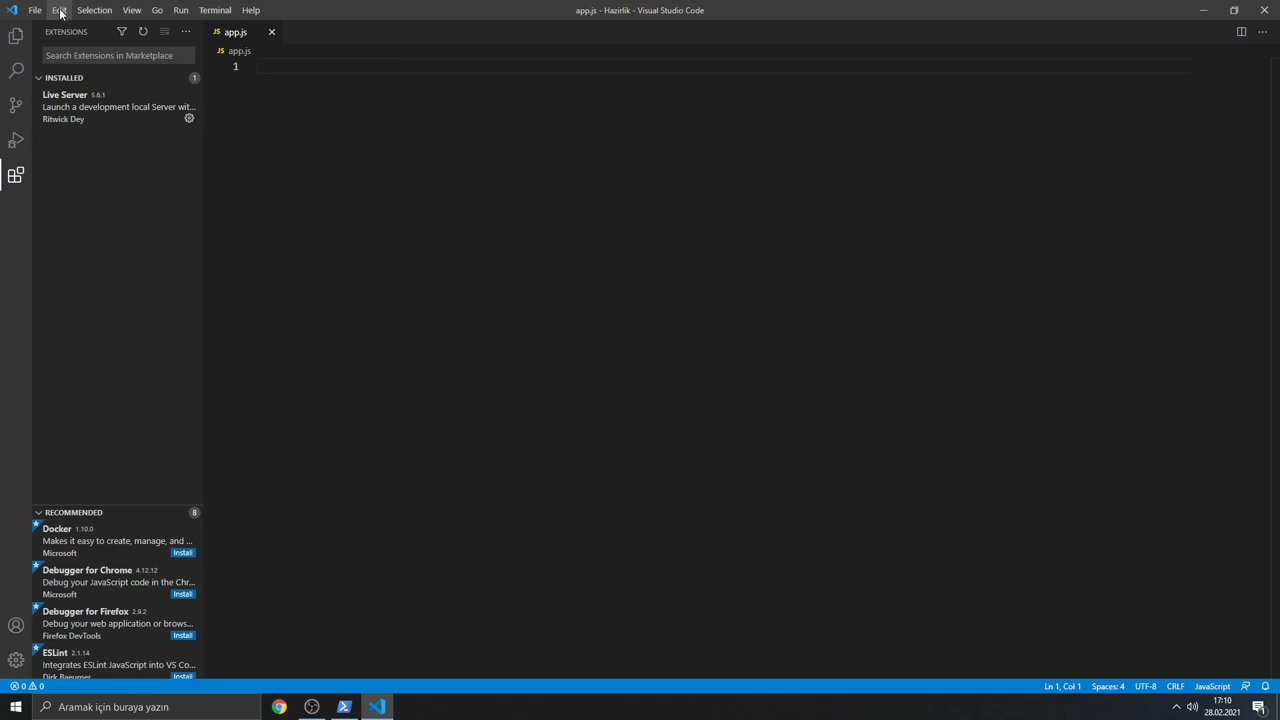 File Edit Selection View Go Run Terminal Help
app.js - Hazirlik - Visual Studio Code
EXTENSIONS
JS app.js
Search Extensions in Marketplace
JS app.js
1
INSTALLED 1
Live Server 5.6.1
Launch a development local Server wit...
Ritwick Dey
RECOMMENDED 8
Docker 1.10.0
Makes it easy to create, manage, and ...
Microsoft Install
Debugger for Chrome 4.12.12
Debug your JavaScript code in the Chr...
Microsoft Install
Debugger for Firefox 2.9.2
Debug your web application or brows...
Firefox DevTools Install
ESLint 2.1.14
Integrates ESLint JavaScript into VS Co...
Dirk Baeumer Install
0 0 Ln 1, Col 1 Spaces: 4 UTF-8 CRLF JavaScript
Aramak için buraya yazın
17:10
28.02.2021
1